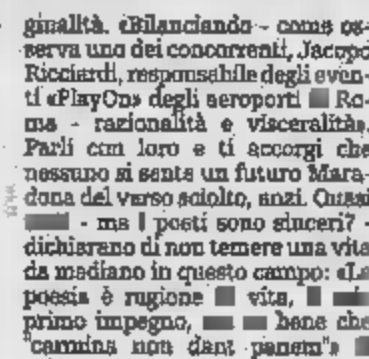 ginalità. «Bilanciando - come os-
serva uno dei concorrenti, Jacopo
Ricciardi, responsabile degli even-
ti «PlayOn» degli aeroporti Ro-
ma - razionalità e visceralità».
Parli con loro e ti accorgi che
nessuno si sente un futuro Mara-
dona del verso sciolto, anzi. Quasi
- ma i poeti sono sinceri? -
dichiarano di non temere una vita
da mediano in questo campo: «La
poesia è ragione vita,
primo impegno, bene che
"carmina non dant panem"»